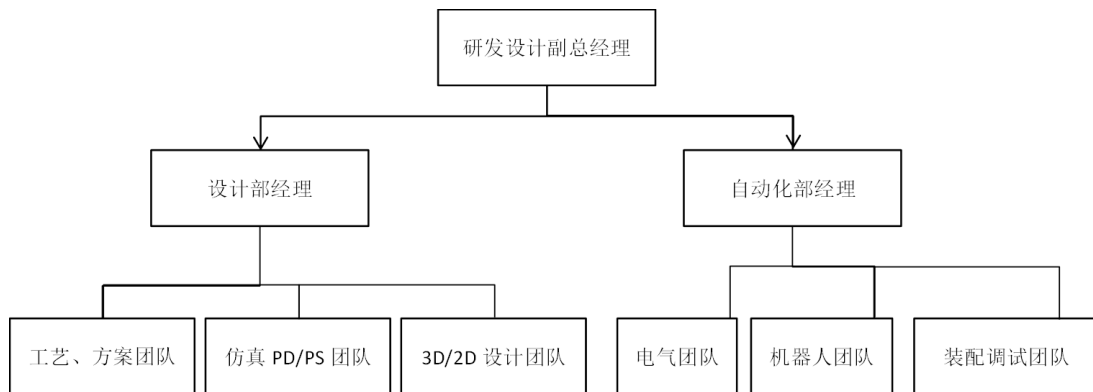 研发设计副总经理
设计部经理
自动化部经理
工艺、方案团队
仿真 PD/PS 团队
3D/2D 设计团队
电气团队
机器人团队
装配调试团队